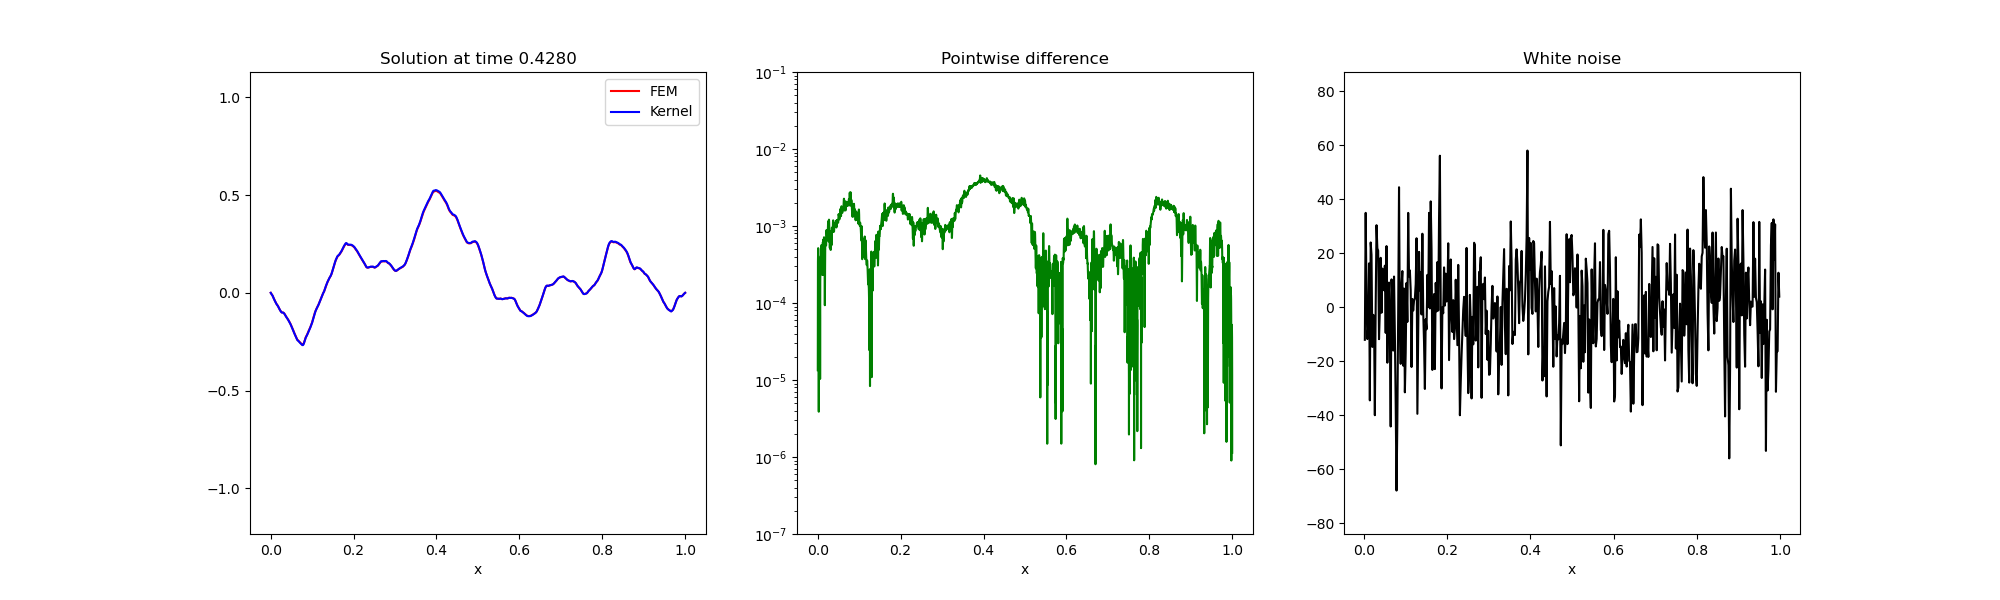 Solution at time 0.4280
1.0
0.5
0.0
−0.5
−1.0
0.0 0.2 0.4 0.6 0.8 1.0
x
FEM
Kernel
Pointwise difference
10⁻¹
10⁻²
10⁻³
10⁻⁴
10⁻⁵
10⁻⁶
10⁻⁷
0.0 0.2 0.4 0.6 0.8 1.0
x
White noise
80
60
40
20
0
−20
−40
−60
−80
0.0 0.2 0.4 0.6 0.8 1.0
x